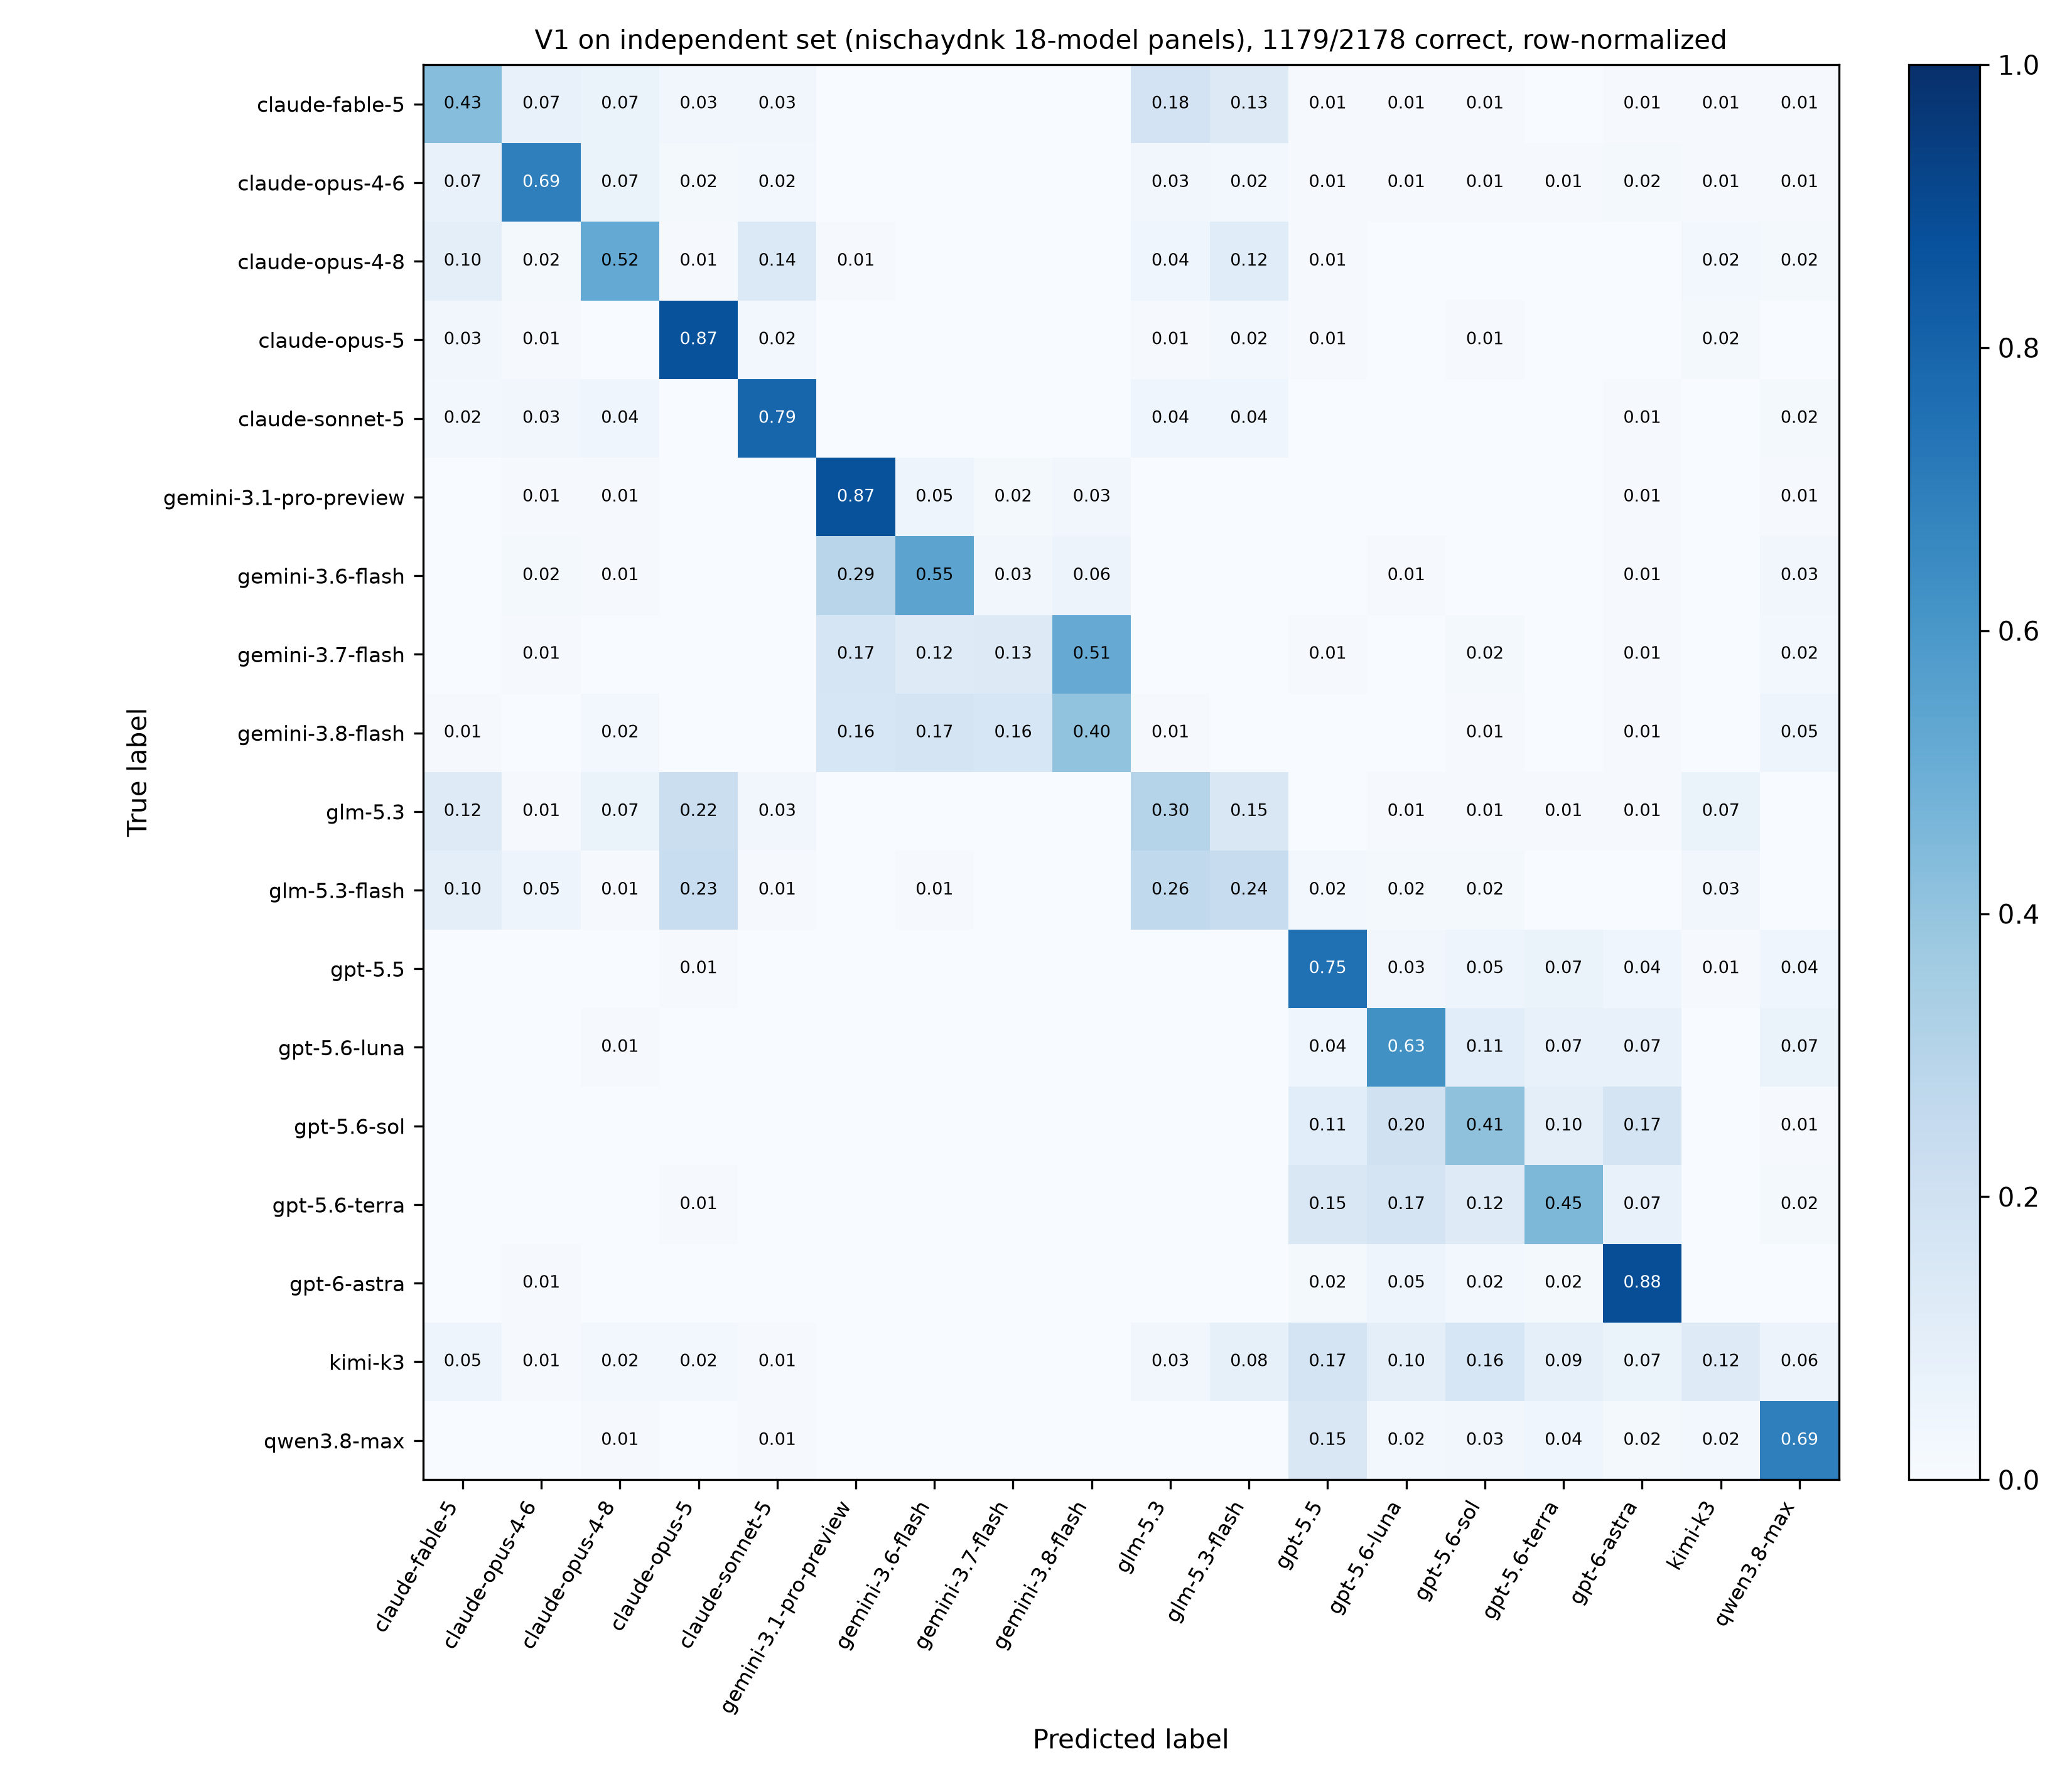 V1 on independent set (nischaydnk 18-model panels), 1179/2178 correct, row-normalized
claude-fable-5 0.43 0.07 0.07 0.03 0.03 0.18 0.13 0.01 0.01 0.01 0.01 0.01 0.01
claude-opus-4-6 0.07 0.69 0.07 0.02 0.02 0.03 0.02 0.01 0.01 0.01 0.01 0.02 0.01 0.01
claude-opus-4-8 0.10 0.02 0.52 0.01 0.14 0.01 0.04 0.12 0.01 0.02 0.02
claude-opus-5 0.03 0.01 0.87 0.02 0.01 0.02 0.01 0.01 0.02
claude-sonnet-5 0.02 0.03 0.04 0.79 0.04 0.04 0.01 0.02
gemini-3.1-pro-preview 0.01 0.01 0.87 0.05 0.02 0.03 0.01 0.01
gemini-3.6-flash 0.02 0.01 0.29 0.55 0.03 0.06 0.01 0.01 0.03
gemini-3.7-flash 0.01 0.17 0.12 0.13 0.51 0.01 0.02 0.01 0.02
gemini-3.8-flash 0.01 0.02 0.16 0.17 0.16 0.40 0.01 0.01 0.01 0.05
glm-5.3 0.12 0.01 0.07 0.22 0.03 0.30 0.15 0.01 0.01 0.01 0.01 0.07
glm-5.3-flash 0.10 0.05 0.01 0.23 0.01 0.01 0.26 0.24 0.02 0.02 0.02 0.03
gpt-5.5 0.01 0.75 0.03 0.05 0.07 0.04 0.01 0.04
gpt-5.6-luna 0.01 0.04 0.63 0.11 0.07 0.07 0.07
gpt-5.6-sol 0.11 0.20 0.41 0.10 0.17 0.01
gpt-5.6-terra 0.01 0.15 0.17 0.12 0.45 0.07 0.02
gpt-6-astra 0.01 0.02 0.05 0.02 0.02 0.88
kimi-k3 0.05 0.01 0.02 0.02 0.01 0.03 0.08 0.17 0.10 0.16 0.09 0.07 0.12 0.06
qwen3.8-max 0.01 0.01 0.15 0.02 0.03 0.04 0.02 0.02 0.69
True label
claude-fable-5
claude-opus-4-6
claude-opus-4-8
claude-opus-5
claude-sonnet-5
gemini-3.1-pro-preview
gemini-3.6-flash
gemini-3.7-flash
gemini-3.8-flash
glm-5.3
glm-5.3-flash
gpt-5.5
gpt-5.6-luna
gpt-5.6-sol
gpt-5.6-terra
gpt-6-astra
kimi-k3
qwen3.8-max
Predicted label
1.0
0.8
0.6
0.4
0.2
0.0